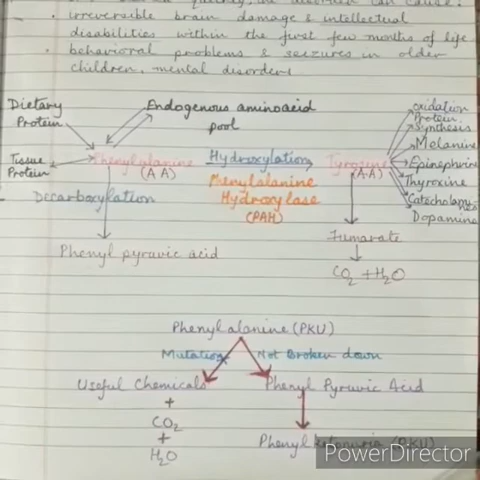 irreversible brain damage & intellectual
disabilities within the first few months of life
behavioral problems & seizures in older
children, mental disorders
Dietary Protein
Endogenous aminoacid pool
Tissue Protein
Phenylalanine (AA)
Hydroxylation
Phenylalanine Hydroxylase (PAH)
Tyrosine (A.A)
oxidation
Protein Synthesis
Melanine
Epinephrine
Thyroxine
Dopamine
Decarboxylation
Phenyl pyruvic acid
Fumarate
CO2 + H2O
Phenylalanine (PKU)
Mutation
Not Broken down
Useful Chemicals
+
CO2
+
H2O
Phenyl Pyruvic Acid
Phenyl ketonuria (PKU)
PowerDirector